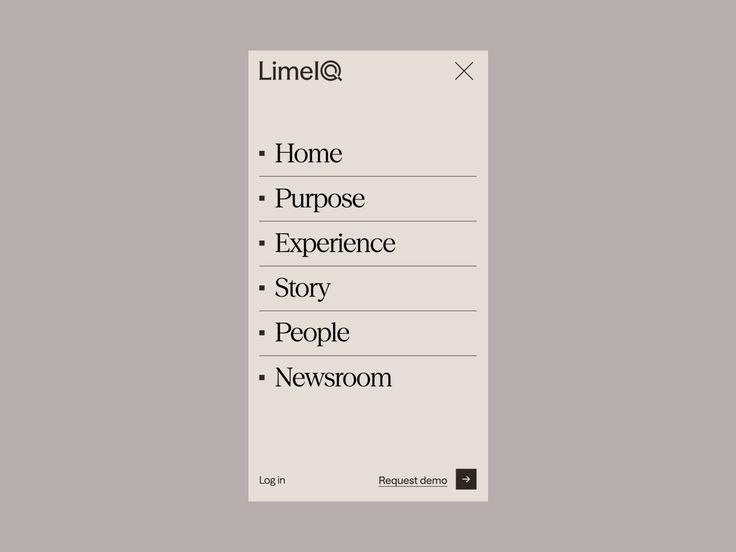 LimeIQ
Home
Purpose
Experience
Story
People
Newsroom
Log in
Request demo